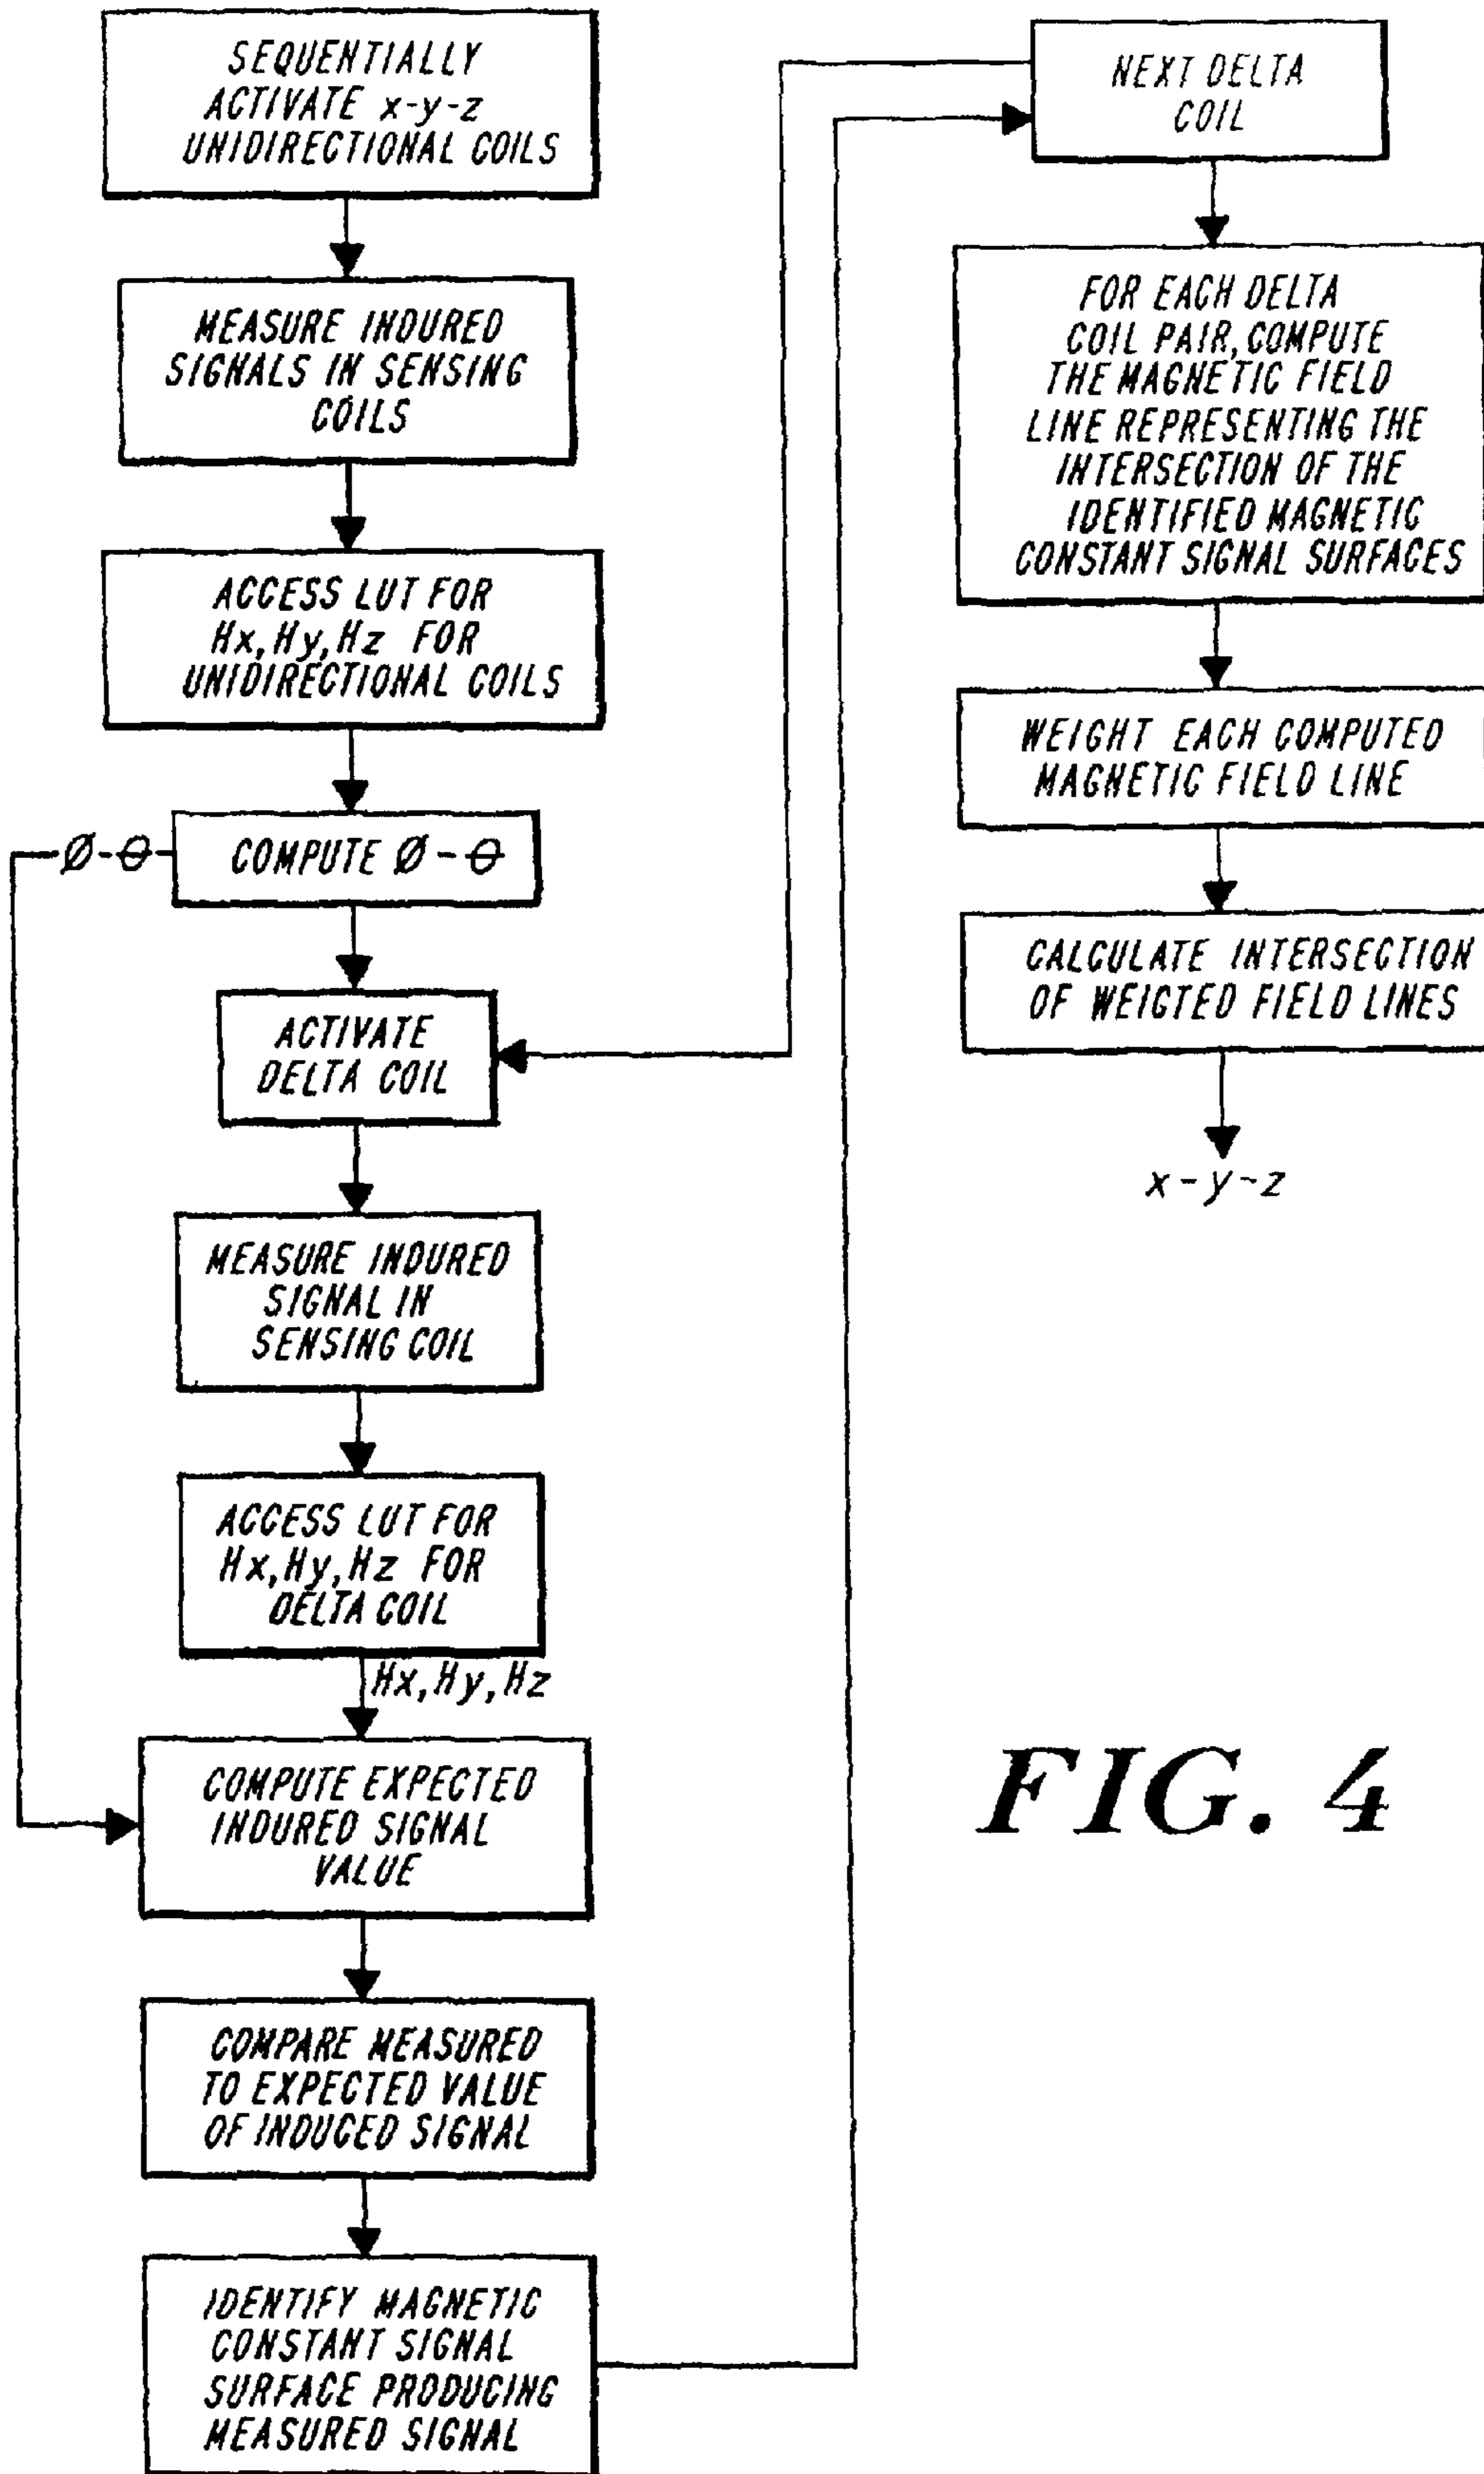 SEQUENTIALLY
ACTIVATE x-y-z
UNIDIRECTIONAL COILS
MEASURE INDURED
SIGNALS IN SENSING
COILS
ACCESS LUT FOR
Hx, Hy, Hz FOR
UNIDIRECTIONAL COILS
Ø-Θ
COMPUTE Ø-Θ
ACTIVATE
DELTA COIL
MEASURE INDURED
SIGNAL IN
SENSING COIL
ACCESS LUT FOR
Hx, Hy, Hz FOR
DELTA COIL
Hx, Hy, Hz
COMPUTE EXPECTED
INDURED SIGNAL
VALUE
COMPARE MEASURED
TO EXPECTED VALUE
OF INDUCED SIGNAL
IDENTIFY MAGNETIC
CONSTANT SIGNAL
SURFACE PRODUCING
MEASURED SIGNAL
NEXT DELTA
COIL
FOR EACH DELTA
COIL PAIR, COMPUTE
THE MAGNETIC FIELD
LINE REPRESENTING THE
INTERSECTION OF THE
IDENTIFIED MAGNETIC
CONSTANT SIGNAL SURFACES
WEIGHT EACH COMPUTED
MAGNETIC FIELD LINE
CALCULATE INTERSECTION
OF WEIGTED FIELD LINES
x-y-z
FIG. 4